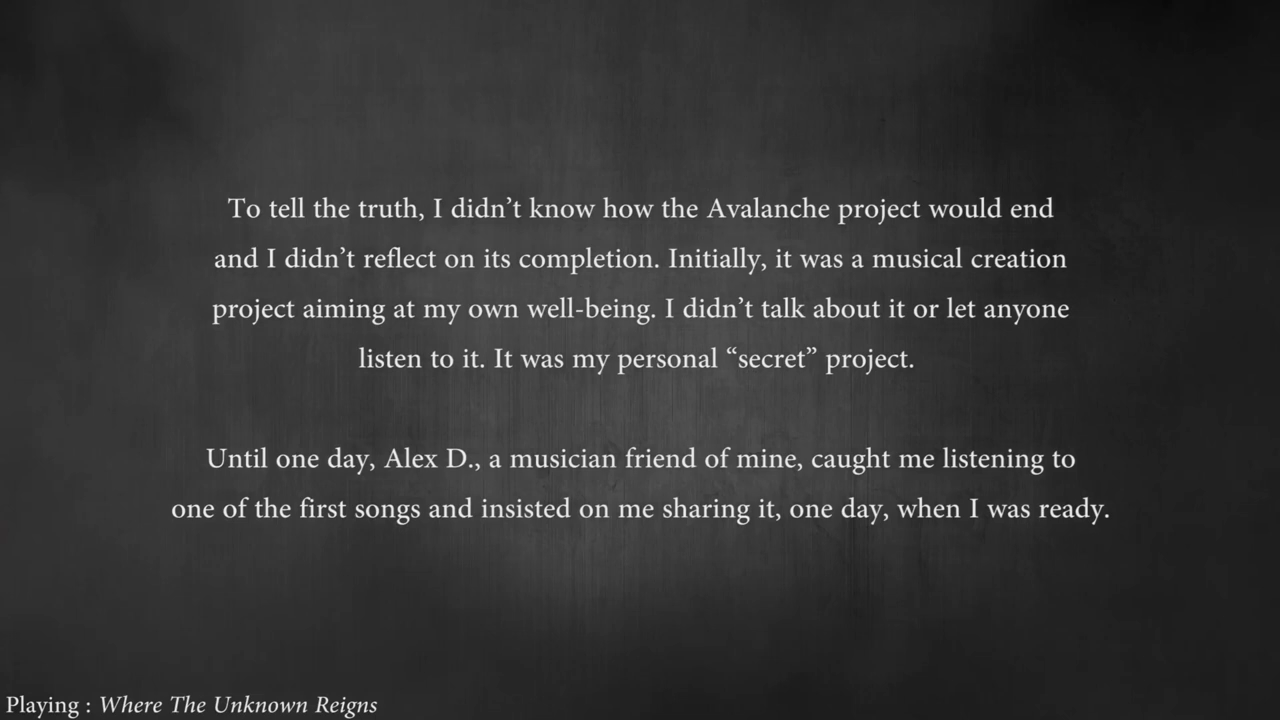 To tell the truth, I didn’t know how the Avalanche project would end
and I didn’t reflect on its completion. Initially, it was a musical creation
project aiming at my own well-being. I didn’t talk about it or let anyone
listen to it. It was my personal “secret” project.
Until one day, Alex D., a musician friend of mine, caught me listening to
one of the first songs and insisted on me sharing it, one day, when I was ready.
Playing : Where The Unknown Reigns